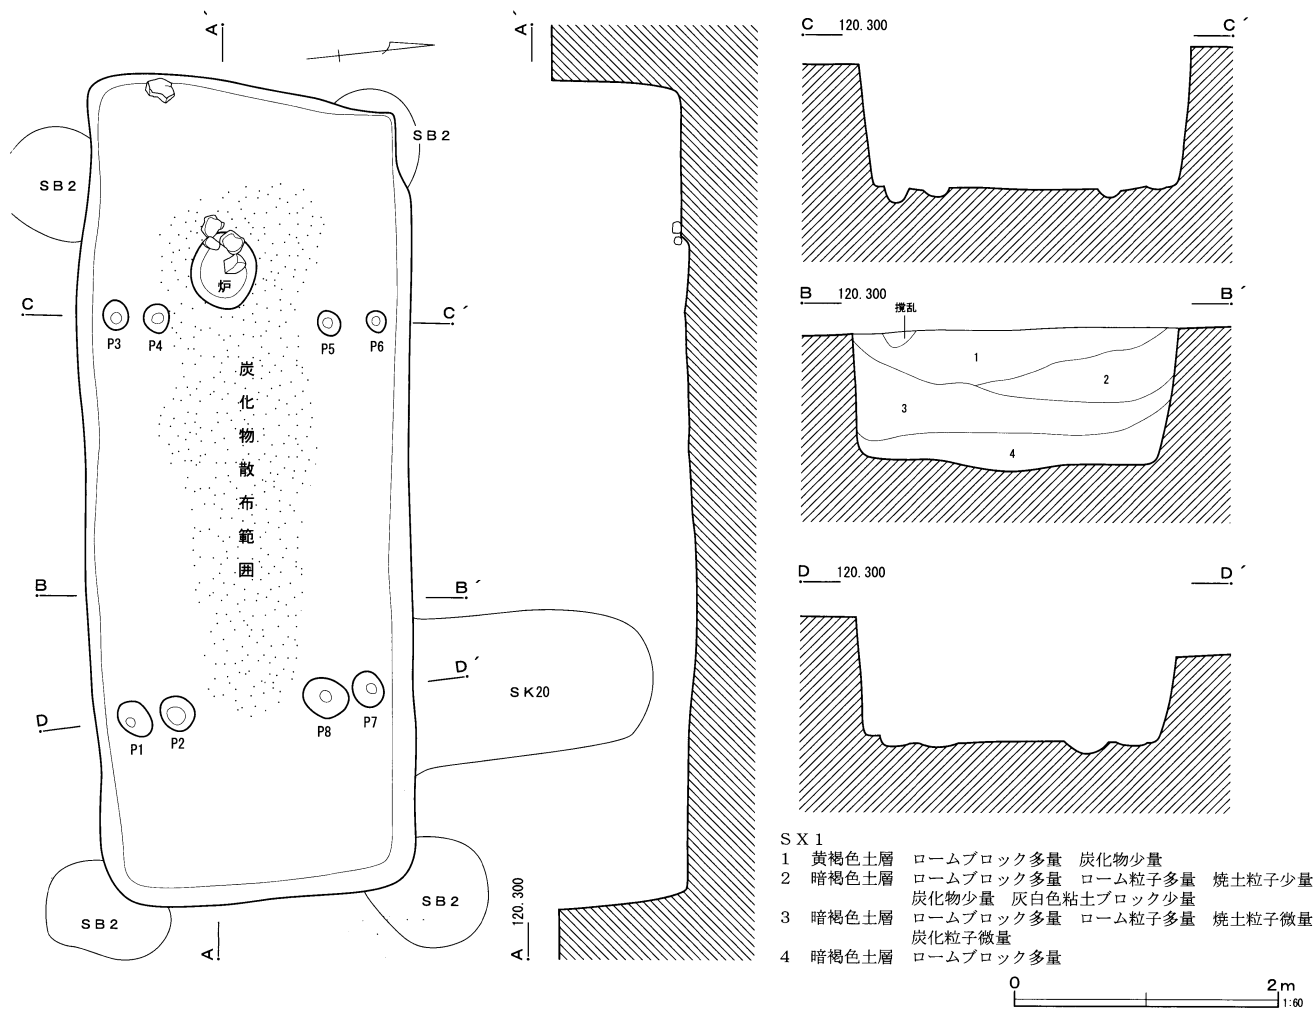 A´
A´
SB2
SB2
炉
C
C´
P3
P4
P5
P6
炭化物散布範囲
B
B´
D´
SK20
D
P1
P2
P8
P7
SB2
SB2
A
A 120.300
C 120.300
C´
B 120.300
B´
撹乱
1
2
3
4
D 120.300
D´
SX1
1 黄褐色土層 ロームブロック多量 炭化物少量
2 暗褐色土層 ロームブロック多量 ローム粒子多量 焼土粒子少量
炭化物少量 灰白色粘土ブロック少量
3 暗褐色土層 ロームブロック多量 ローム粒子多量 焼土粒子微量
炭化粒子微量
4 暗褐色土層 ロームブロック多量
0 2m
1:60